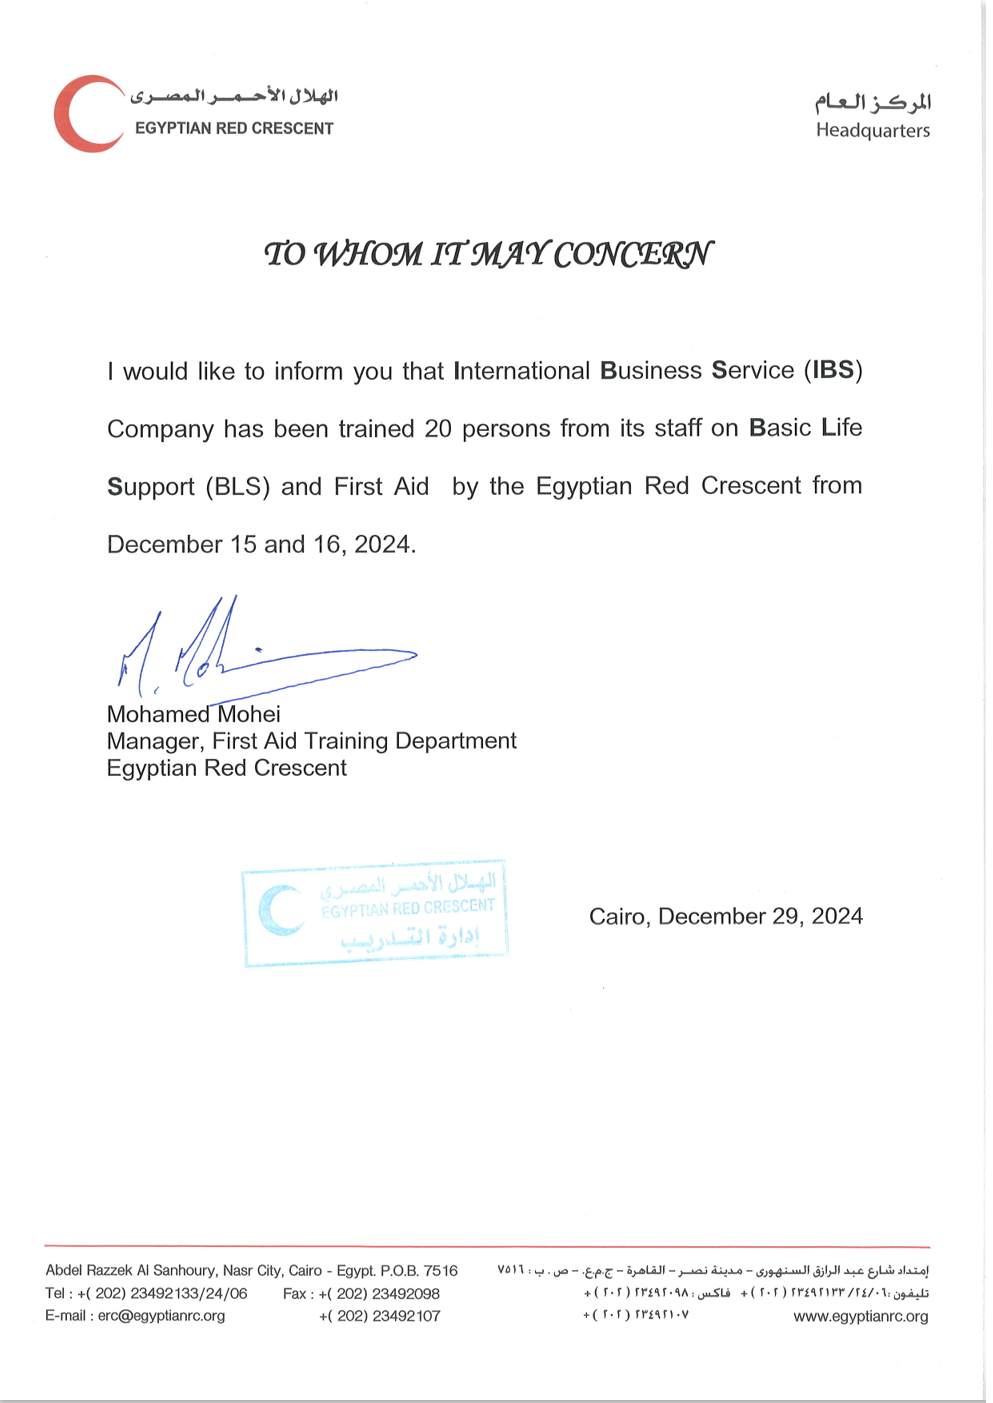 الهلال الأحمر المصرى
EGYPTIAN RED CRESCENT
المركز العام
Headquarters
TO WHOM IT MAY CONCERN
I would like to inform you that International Business Service (IBS)
Company has been trained 20 persons from its staff on Basic Life
Support (BLS) and First Aid by the Egyptian Red Crescent from
December 15 and 16, 2024.
M. Mohei
Mohamed Mohei
Manager, First Aid Training Department
Egyptian Red Crescent
الهلال الأحمر المصري
EGYPTIAN RED CRESCENT
إدارة التدريب
Cairo, December 29, 2024
Abdel Razzek Al Sanhoury, Nasr City, Cairo - Egypt. P.O.B. 7516
Tel : +( 202) 23492133/24/06 Fax : +( 202) 23492098
E-mail : erc@egyptianrc.org +( 202) 23492107
إمتداد شارع عبد الرازق السنهورى – مدينة نصر – القاهرة – ج.م.ع. – ص . ب : ٧٥١٦
تليفون :٢٣٤٩٢١٣٣/٢٤/٠٦ ( ٢٠٢ ) + فاكس : ٢٣٤٩٢٠٩٨ ( ٢٠٢ ) +
٢٣٤٩٢١٠٧ ( ٢٠٢ ) +
www.egyptianrc.org